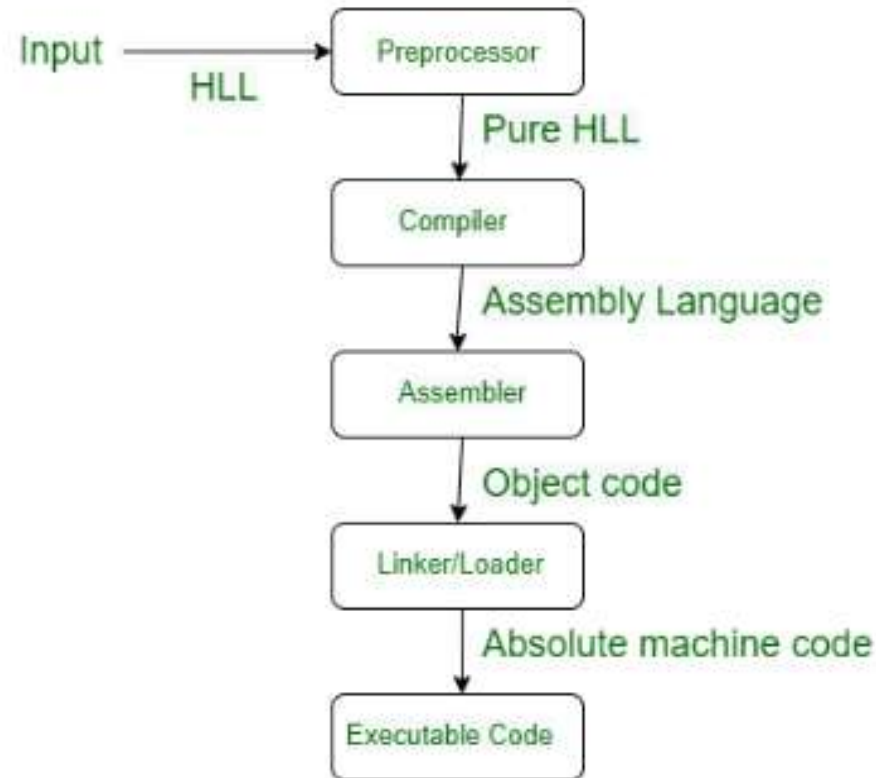 Input
HLL
Preprocessor
Pure HLL
Compiler
Assembly Language
Assembler
Object code
Linker/Loader
Absolute machine code
Executable Code